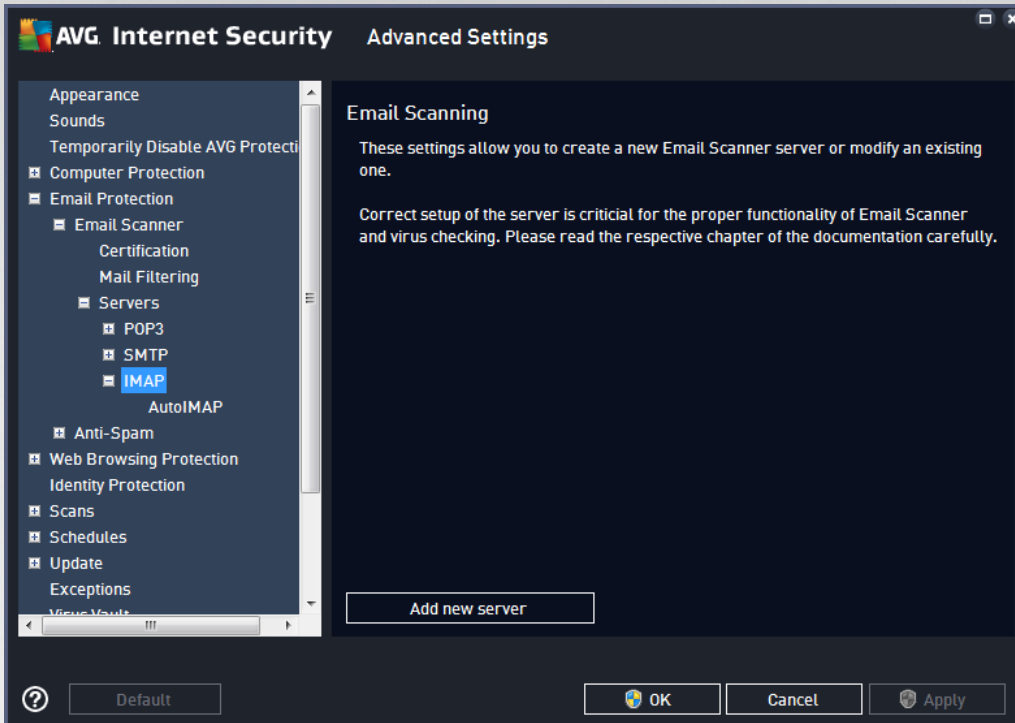 AVG Internet Security Advanced Settings
Appearance
Sounds
Temporarily Disable AVG Protecti
Computer Protection
Email Protection
Email Scanner
Certification
Mail Filtering
Servers
POP3
SMTP
IMAP
AutoIMAP
Anti-Spam
Web Browsing Protection
Identity Protection
Scans
Schedules
Update
Exceptions
Virus Vault
Email Scanning
These settings allow you to create a new Email Scanner server or modify an existing
one.
Correct setup of the server is criticial for the proper functionality of Email Scanner
and virus checking. Please read the respective chapter of the documentation carefully.
Add new server
?
Default
OK
Cancel
Apply